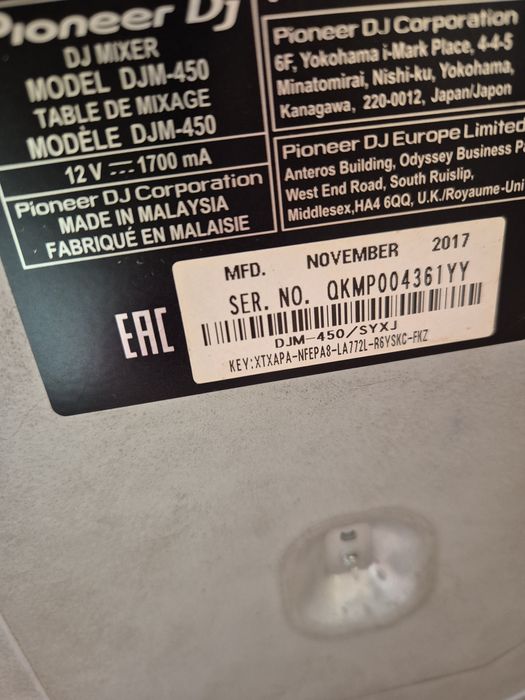 Pioneer Dj
DJ MIXER
MODEL DJM-450
TABLE DE MIXAGE
MODÈLE DJM-450
12 V ⎓ 1700 mA
Pioneer DJ Corporation
MADE IN MALAYSIA
FABRIQUÉ EN MALAISIE
Pioneer DJ Corporation
6F, Yokohama i-Mark Place, 4-4-5
Minatomirai, Nishi-ku, Yokohama,
Kanagawa, 220-0012, Japan/Japon
Pioneer DJ Europe Limited
Anteros Building, Odyssey Business
West End Road, South Ruislip,
Middlesex,HA4 6QQ, U.K./Royaume-Uni
EAC
MFD. NOVEMBER 2017
SER. NO. QKMP004361YY
DJM-450/SYXJ
KEY:XTXAPA-NFEPA8-LA772L-R6YSKC-FKZ